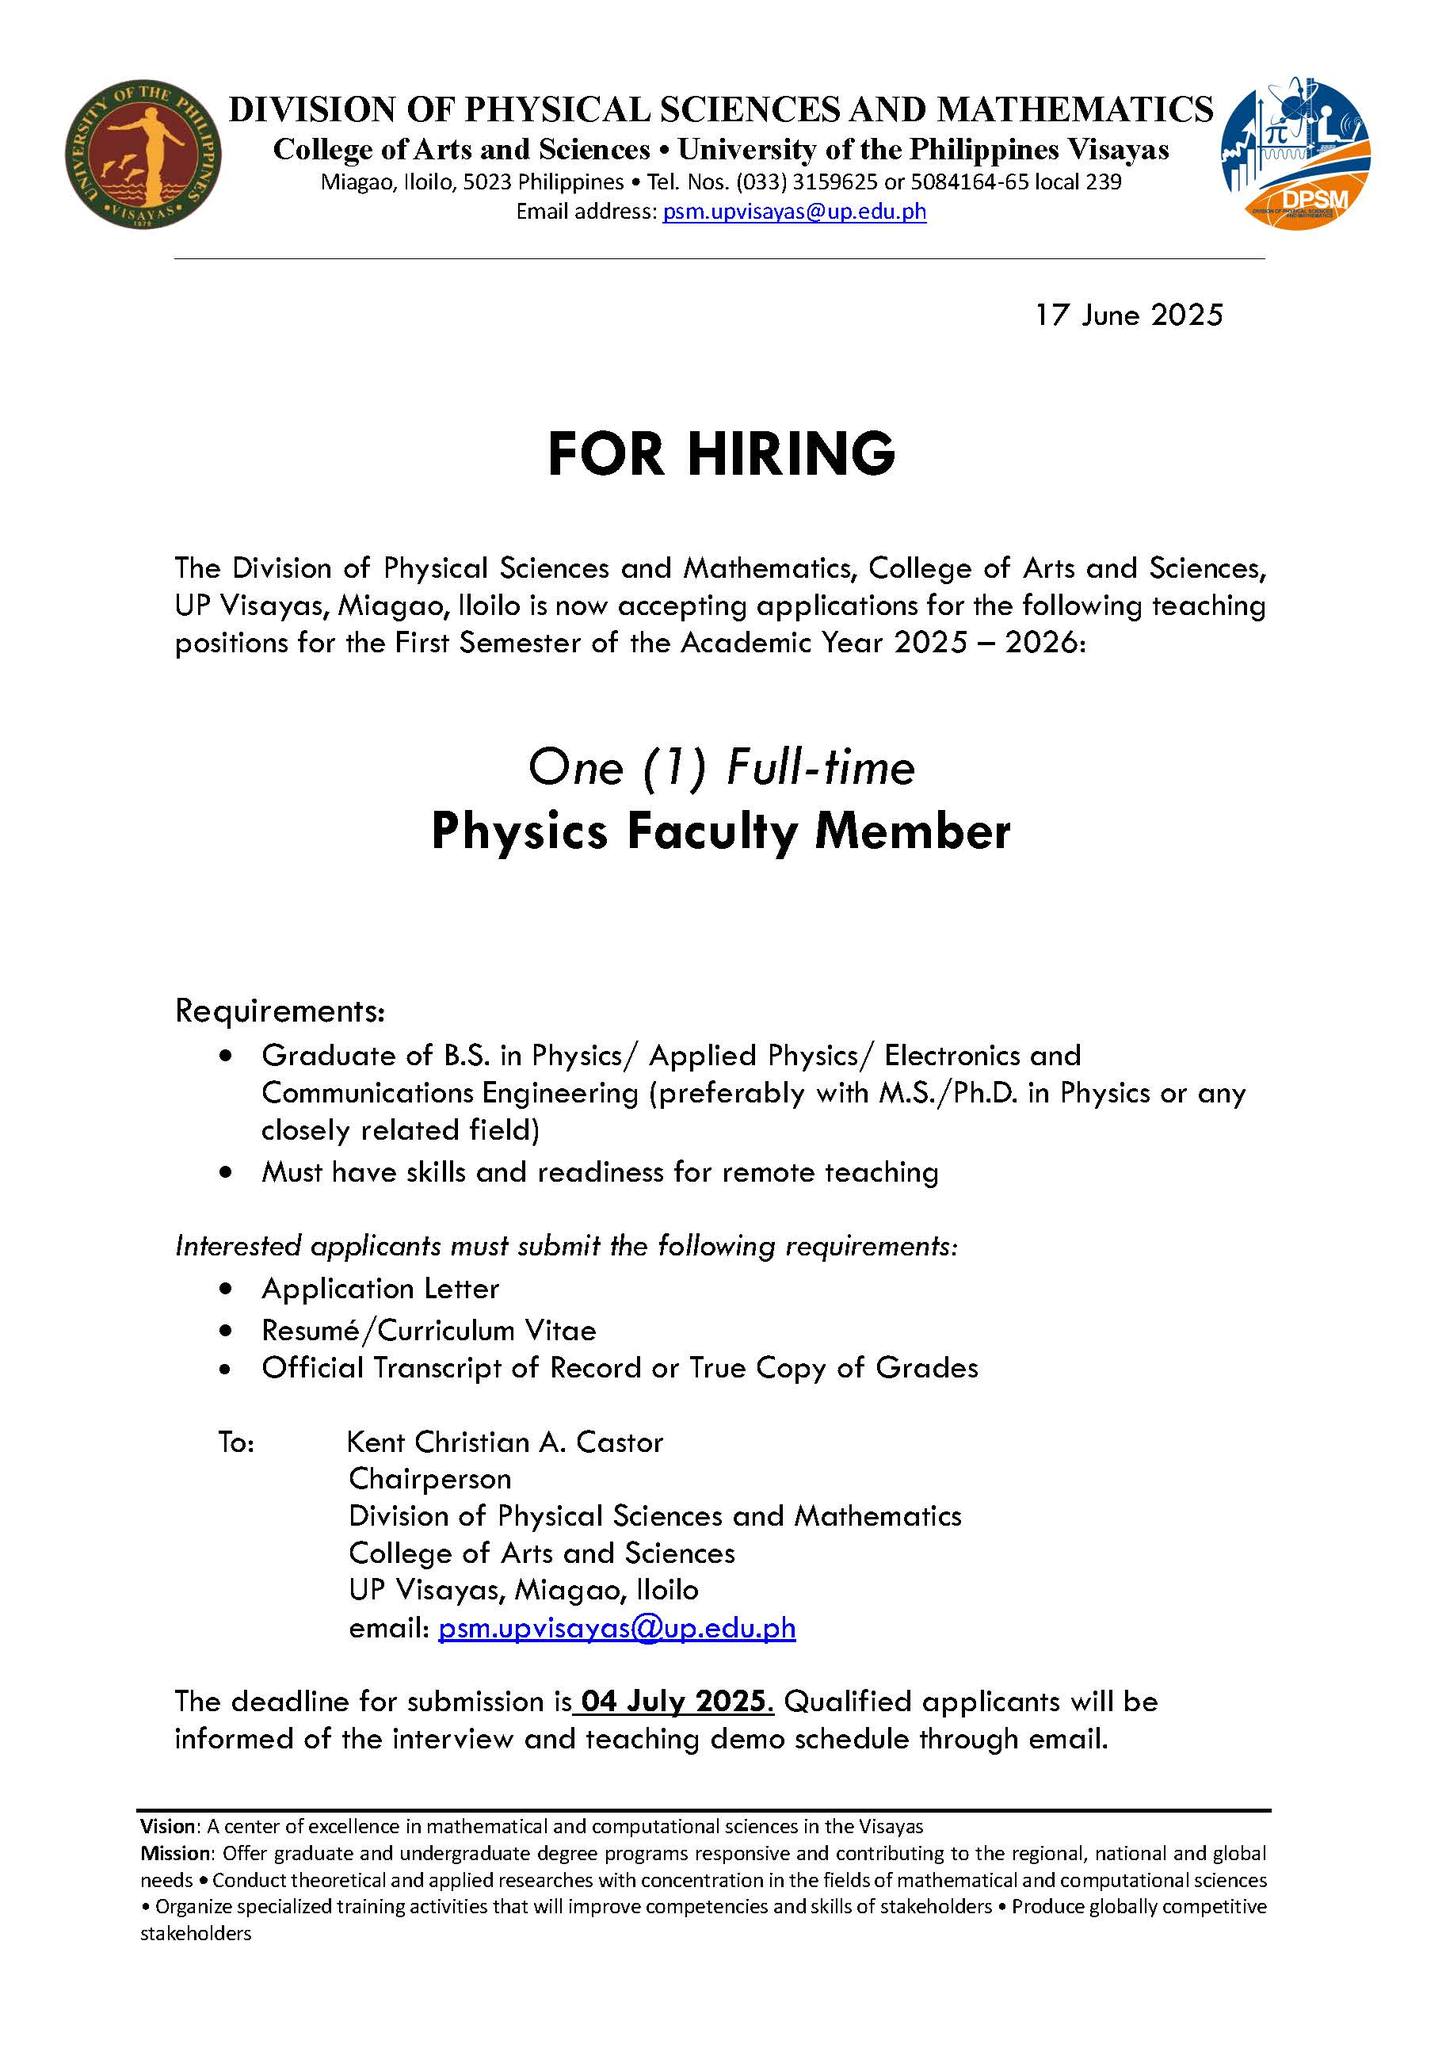 UNIVERSITY OF THE PHILIPPINES
• VISAYAS •
DIVISION OF PHYSICAL SCIENCES AND MATHEMATICS
College of Arts and Sciences • University of the Philippines Visayas
Miagao, Iloilo, 5023 Philippines • Tel. Nos. (033) 3159625 or 5084164-65 local 239
Email address: psm.upvisayas@up.edu.ph
π
DPSM
DIVISION OF PHYSICAL SCIENCES
AND MATHEMATICS
17 June 2025
FOR HIRING
The Division of Physical Sciences and Mathematics, College of Arts and Sciences,
UP Visayas, Miagao, Iloilo is now accepting applications for the following teaching
positions for the First Semester of the Academic Year 2025 – 2026:
One (1) Full-time
Physics Faculty Member
Requirements:
• Graduate of B.S. in Physics/ Applied Physics/ Electronics and
Communications Engineering (preferably with M.S./Ph.D. in Physics or any
closely related field)
• Must have skills and readiness for remote teaching
Interested applicants must submit the following requirements:
• Application Letter
• Resumé/Curriculum Vitae
• Official Transcript of Record or True Copy of Grades
To: Kent Christian A. Castor
Chairperson
Division of Physical Sciences and Mathematics
College of Arts and Sciences
UP Visayas, Miagao, Iloilo
email: psm.upvisayas@up.edu.ph
The deadline for submission is 04 July 2025. Qualified applicants will be
informed of the interview and teaching demo schedule through email.
Vision: A center of excellence in mathematical and computational sciences in the Visayas
Mission: Offer graduate and undergraduate degree programs responsive and contributing to the regional, national and global
needs • Conduct theoretical and applied researches with concentration in the fields of mathematical and computational sciences
• Organize specialized training activities that will improve competencies and skills of stakeholders • Produce globally competitive
stakeholders